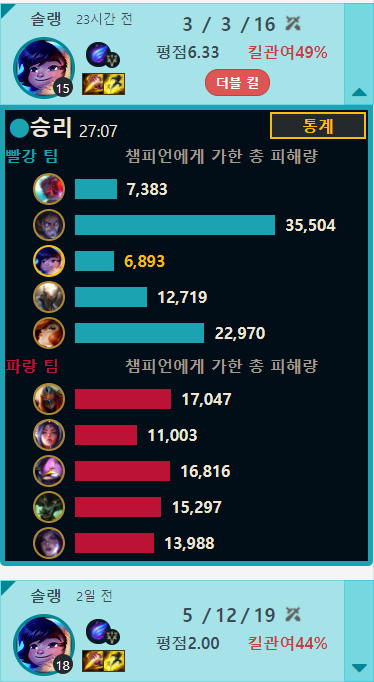 솔랭 23시간 전 3 / 3 / 16
평점6.33 킬관여49%
15 더블 킬
승리 27:07 통계
빨강 팀 챔피언에게 가한 총 피해량
7,383
35,504
6,893
12,719
22,970
파랑 팀 챔피언에게 가한 총 피해량
17,047
11,003
16,816
15,297
13,988
솔랭 2일 전 5 / 12 / 19
평점2.00 킬관여44%
18